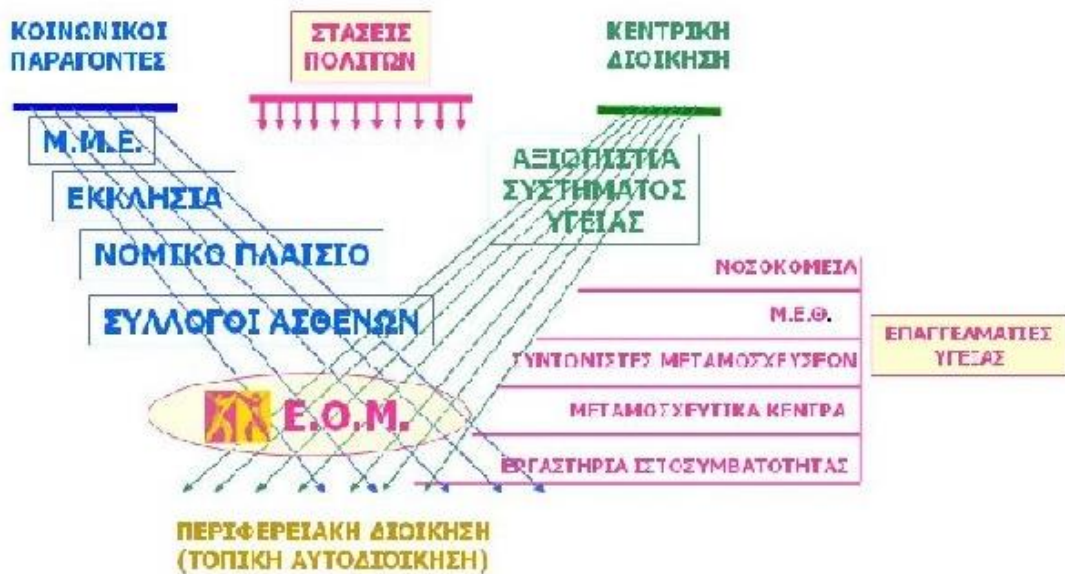 ΚΟΙΝΩΝΙΚΟΙ
ΠΑΡΑΓΟΝΤΕΣ
ΣΤΑΣΕΙΣ
ΠΟΛΙΤΩΝ
ΚΕΝΤΡΙΚΗ
ΔΙΟΙΚΗΣΗ
Μ.Μ.Ε.
ΕΚΚΛΗΣΙΑ
ΝΟΜΙΚΟ ΠΛΑΙΣΙΟ
ΣΥΛΛΟΓΟΙ ΑΣΘΕΝΩΝ
ΑΞΙΟΠΙΣΤΙΑ
ΣΥΣΤΗΜΑΤΟΣ
ΥΓΕΙΑΣ
ΝΟΣΟΚΟΜΕΙΑ
Μ.Ε.Θ.
ΣΥΝΤΟΝΙΣΤΕΣ ΜΕΤΑΜΟΣΧΕΥΣΕΩΝ
ΜΕΤΑΜΟΣΧΕΥΤΙΚΑ ΚΕΝΤΡΑ
ΕΡΓΑΣΤΗΡΙΑ ΙΣΤΟΣΥΜΒΑΤΟΤΗΤΑΣ
ΕΠΑΓΓΕΛΜΑΤΙΕΣ
ΥΓΕΙΑΣ
Ε.Ο.Μ.
ΠΕΡΙΦΕΡΕΙΑΚΗ ΔΙΟΙΚΗΣΗ
(ΤΟΠΙΚΗ ΑΥΤΟΔΙΟΙΚΗΣΗ)